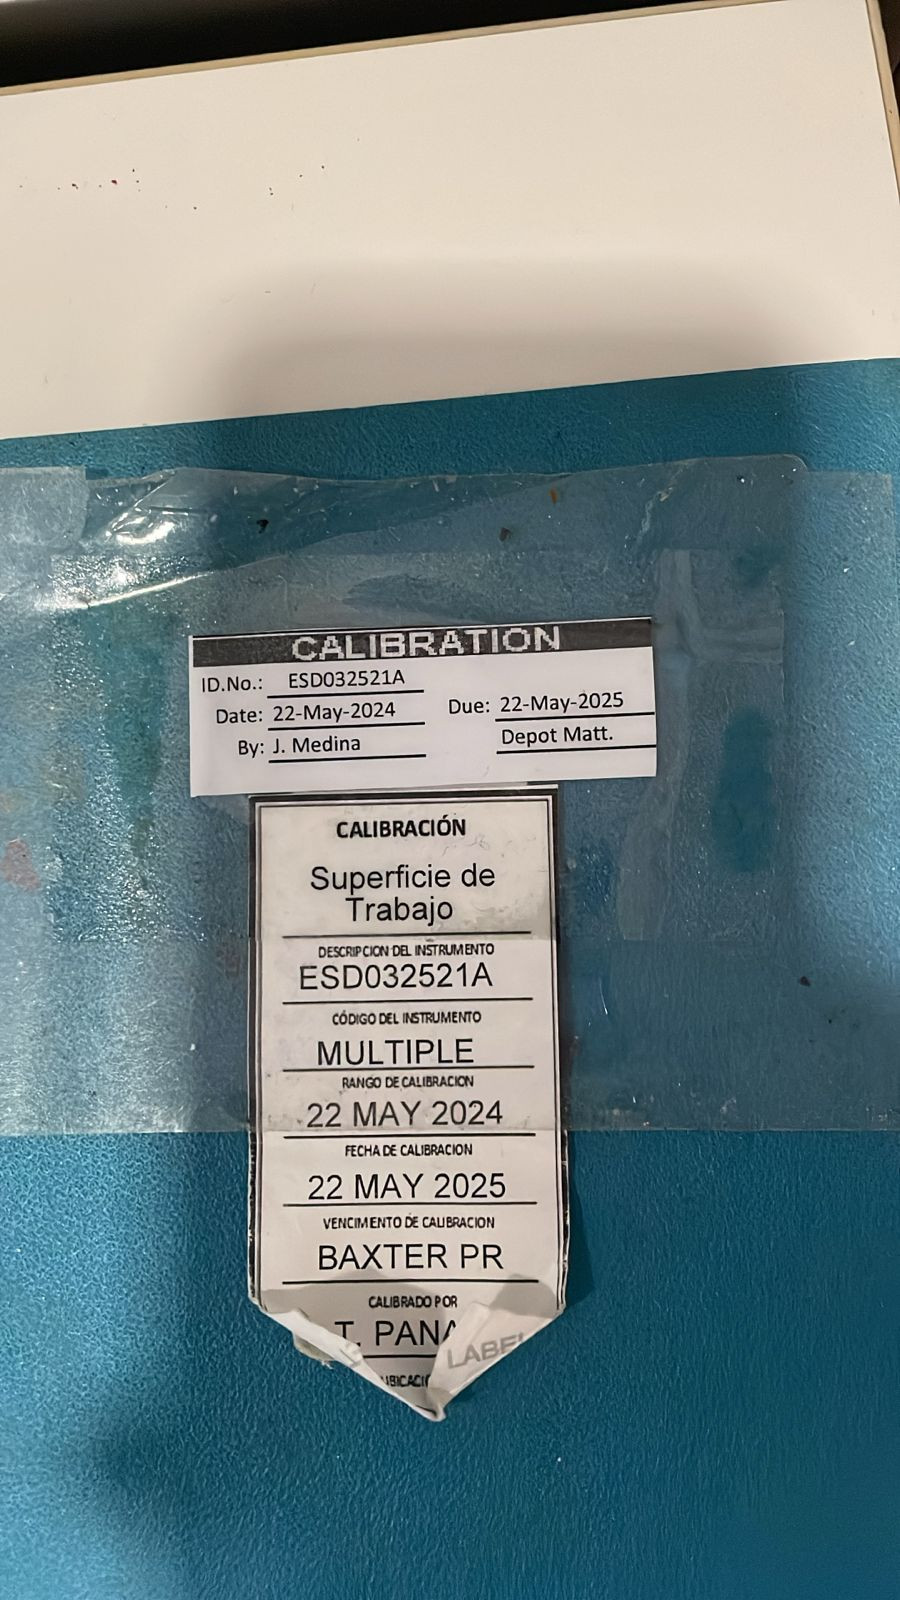 CALIBRATION
ID.No.: ESD032521A
Date: 22-May-2024 Due: 22-May-2025
By: J. Medina Depot Matt.
CALIBRACIÓN
Superficie de
Trabajo
DESCRIPCION DEL INSTRUMENTO
ESD032521A
CÓDIGO DEL INSTRUMENTO
MULTIPLE
RANGO DE CALIBRACION
22 MAY 2024
FECHA DE CALIBRACION
22 MAY 2025
VENCIMIENTO DE CALIBRACION
BAXTER PR
CALIBRADO POR
T.
LABEL